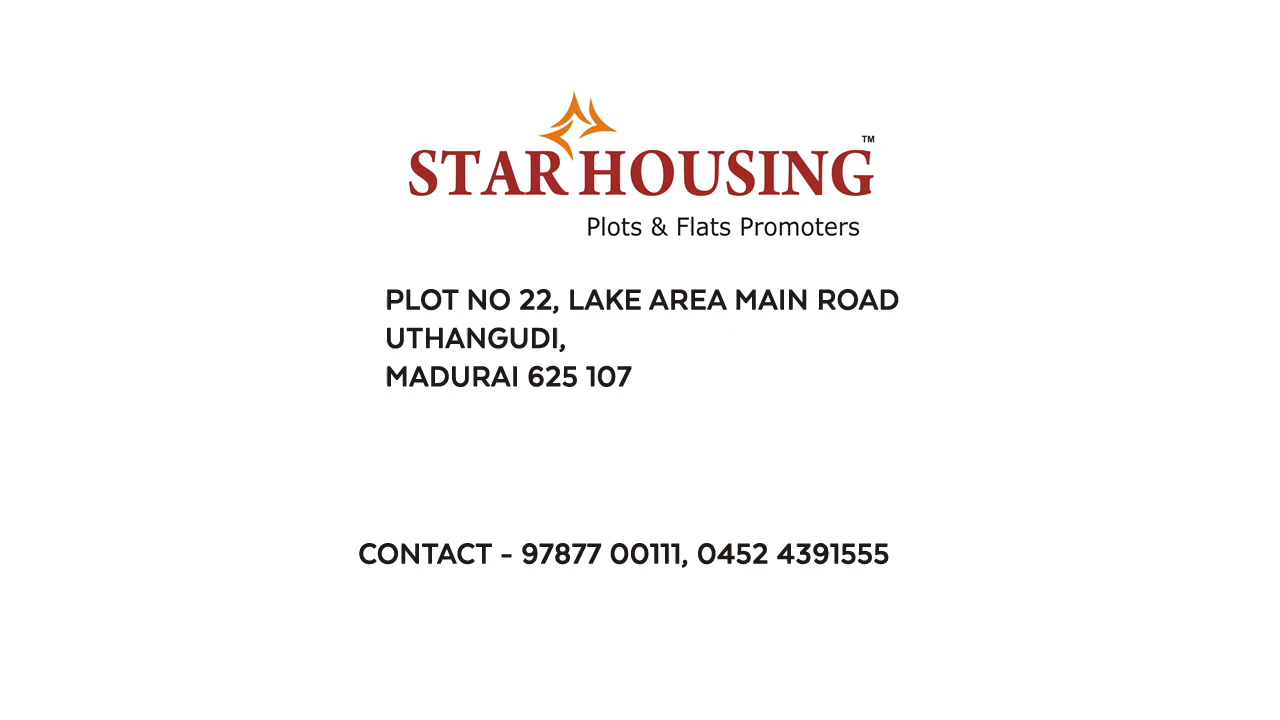 STAR HOUSING ™
Plots & Flats Promoters
PLOT NO 22, LAKE AREA MAIN ROAD
UTHANGUDI,
MADURAI 625 107
CONTACT - 97877 00111, 0452 4391555